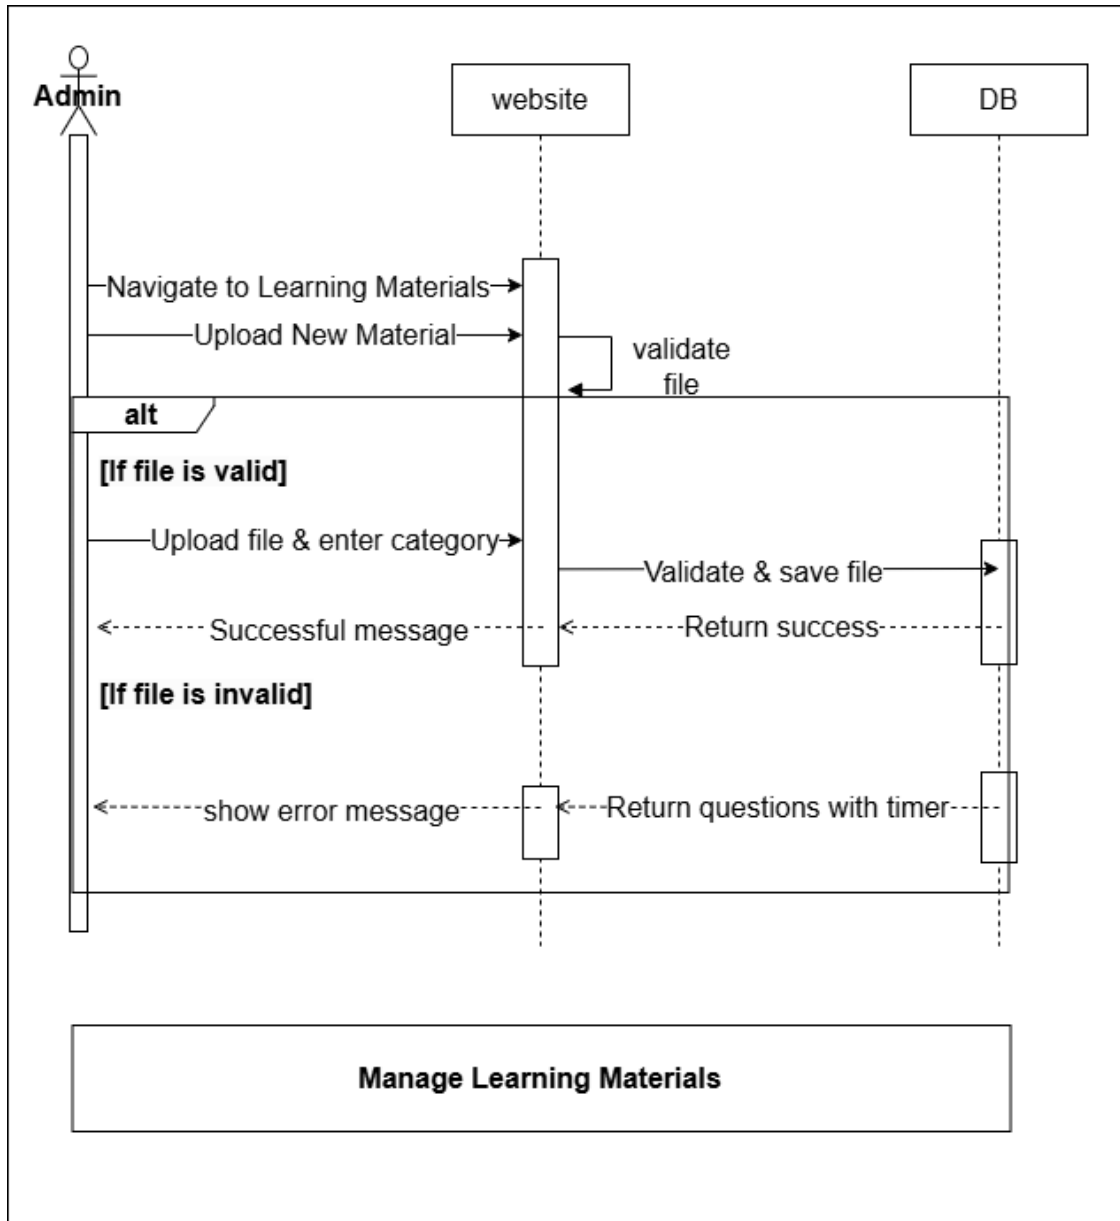 Admin
website
DB
Navigate to Learning Materials
Upload New Material
validate
file
alt
[If file is valid]
Upload file & enter category
Validate & save file
Successful message
Return success
[If file is invalid]
show error message
Return questions with timer
Manage Learning Materials